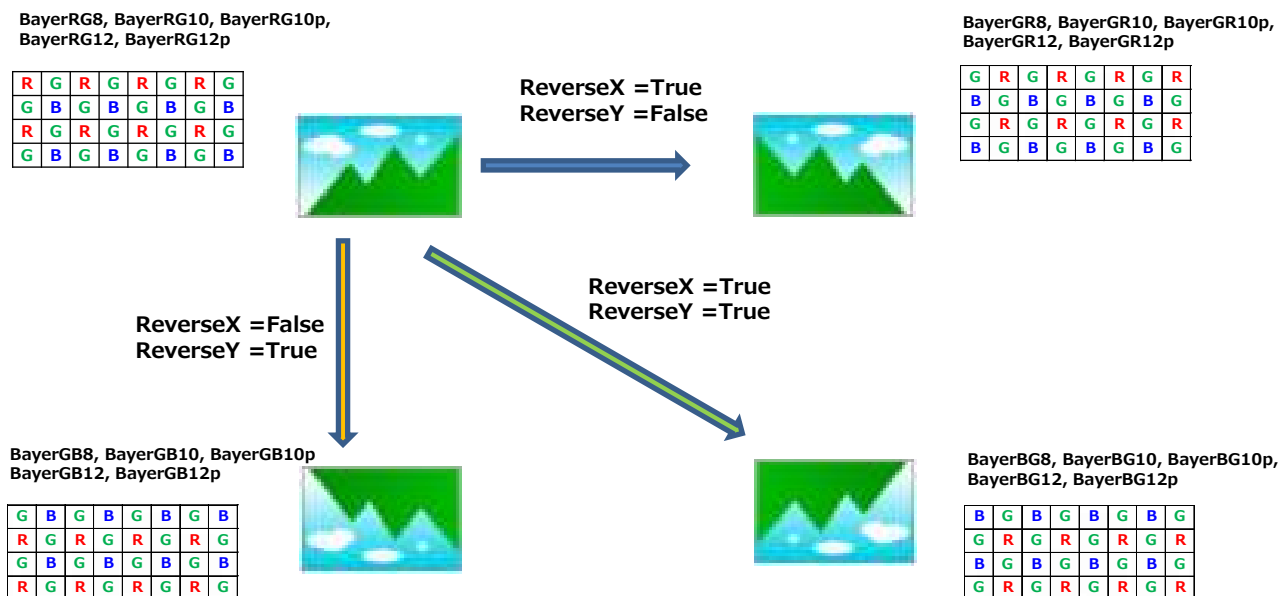 BayerRG8, BayerRG10, BayerRG10p,
BayerRG12, BayerRG12p
R G R G R G R G
G B G B G B G B
R G R G R G R G
G B G B G B G B
ReverseX =True
ReverseY =False
BayerGR8, BayerGR10, BayerGR10p,
BayerGR12, BayerGR12p
G R G R G R G R
B G B G B G B G
G R G R G R G R
B G B G B G B G
ReverseX =False
ReverseY =True
ReverseX =True
ReverseY =True
BayerGB8, BayerGB10, BayerGB10p
BayerGB12, BayerGB12p
G B G B G B G B
R G R G R G R G
G B G B G B G B
R G R G R G R G
BayerBG8, BayerBG10, BayerBG10p,
BayerBG12, BayerBG12p
B G B G B G B G
G R G R G R G R
B G B G B G B G
G R G R G R G R